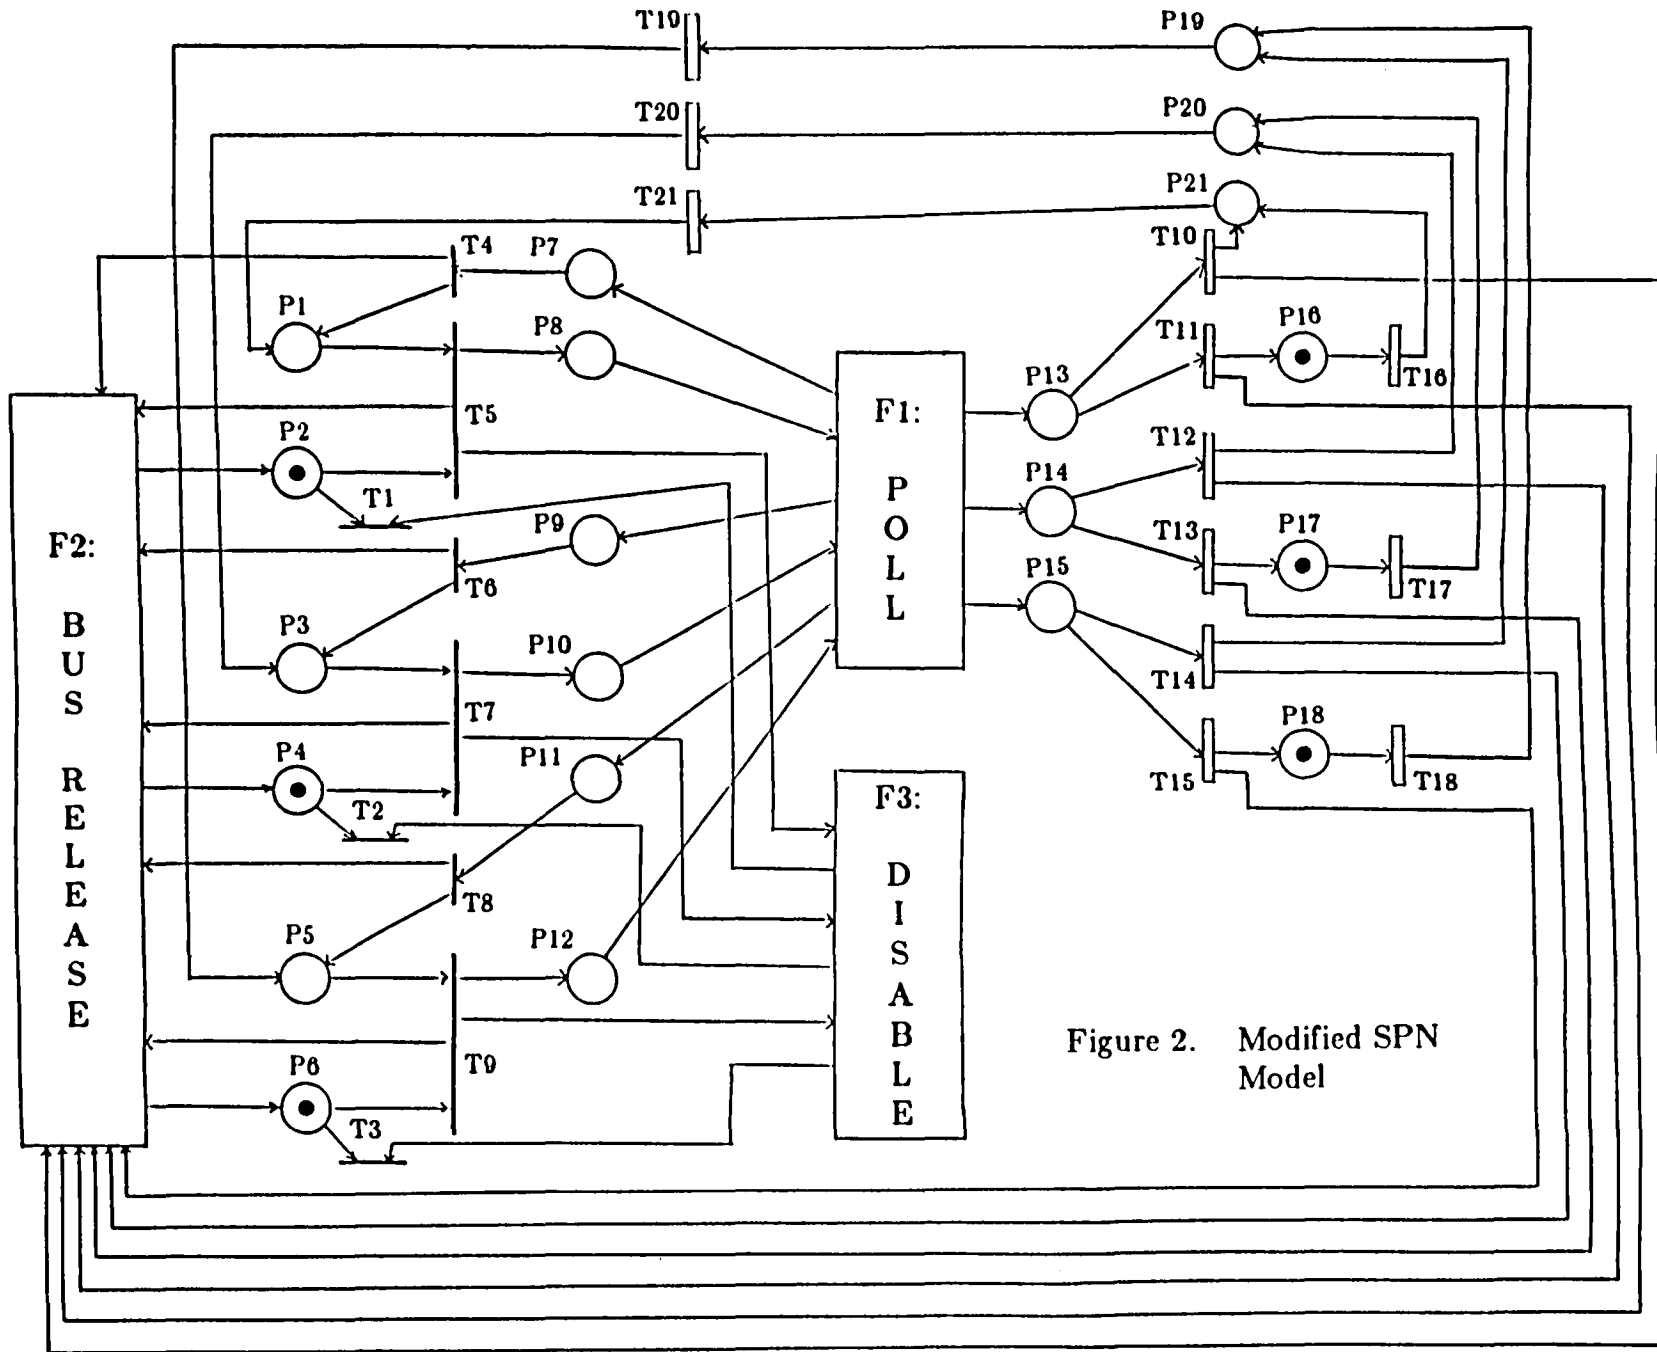 T19
P19
T20
P20
T21
P21
T4
P7
T10
P1
P8
T11
P16
T16
T5
P2
T1
F1:
P
O
L
L
P13
T12
P14
P9
T6
T13
P17
T17
P15
F2:
B
U
S
R
E
L
E
A
S
E
P3
P10
T7
T14
P4
T2
P11
T15
P18
T18
T8
F3:
D
I
S
A
B
L
E
P5
P12
T9
P6
T3
Figure 2. Modified SPN
Model